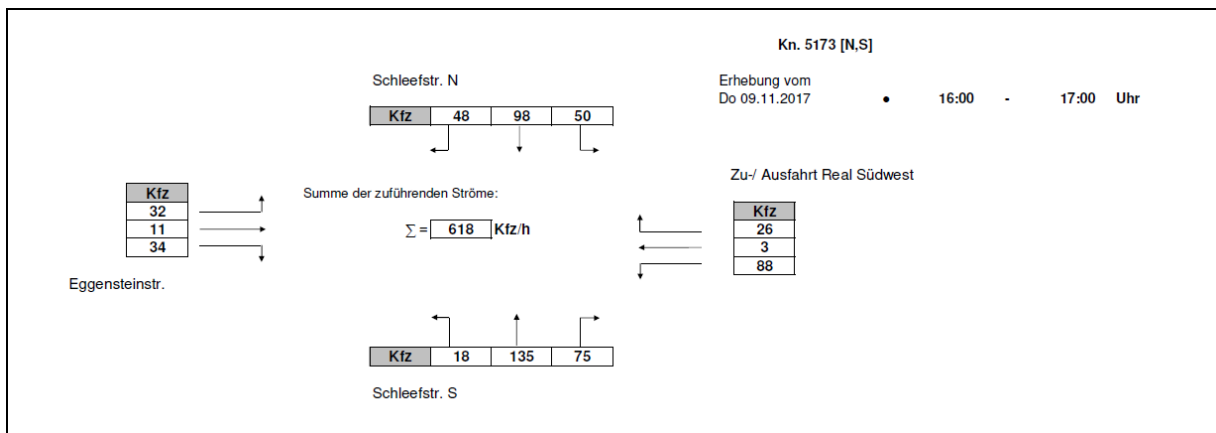 Kn. 5173 [N,S]
Schleefstr. N
Erhebung vom
Do 09.11.2017 • 16:00 - 17:00 Uhr
Kfz 48 98 50
Zu-/ Ausfahrt Real Südwest
Kfz
32
11
34
Eggensteinstr.
Summe der zuführenden Ströme:
∑ = 618 Kfz/h
Kfz
26
3
88
Kfz 18 135 75
Schleefstr. S